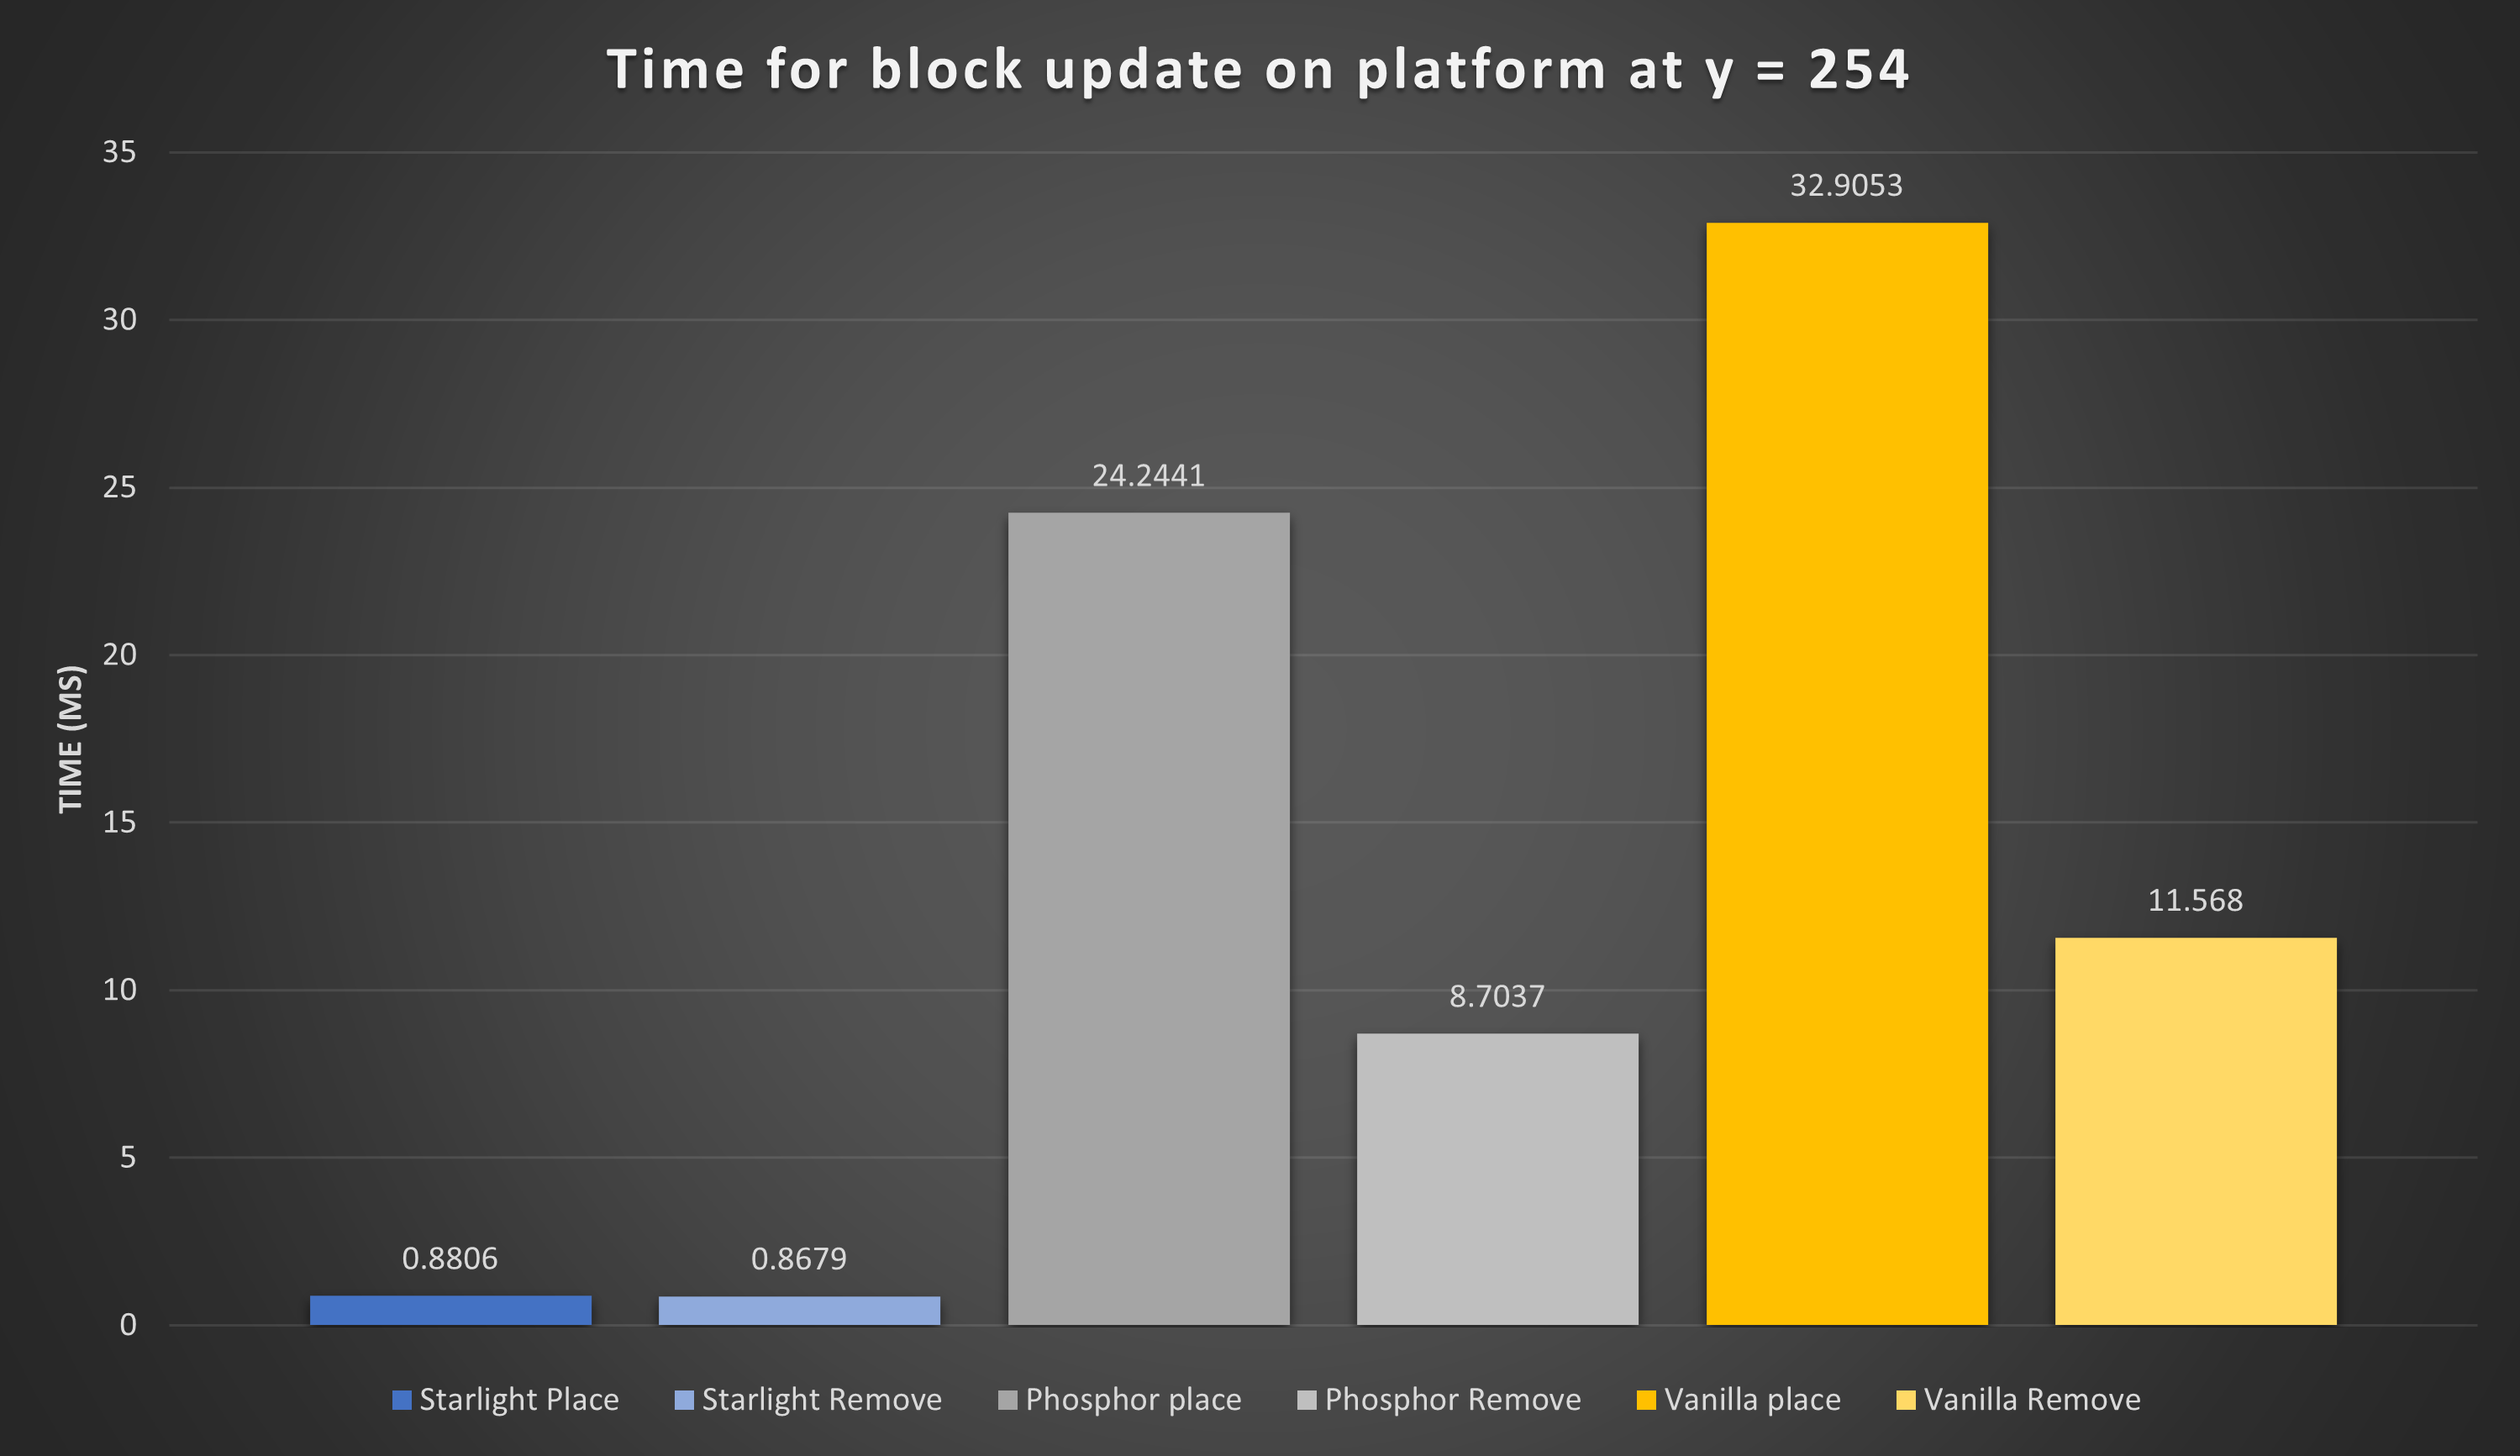 Time for block update on platform at y = 254
35
32.9053
30
25
24.2441
20
TIME (MS)
15
11.568
10
8.7037
5
0.8806
0.8679
0
Starlight Place
Starlight Remove
Phosphor place
Phosphor Remove
Vanilla place
Vanilla Remove